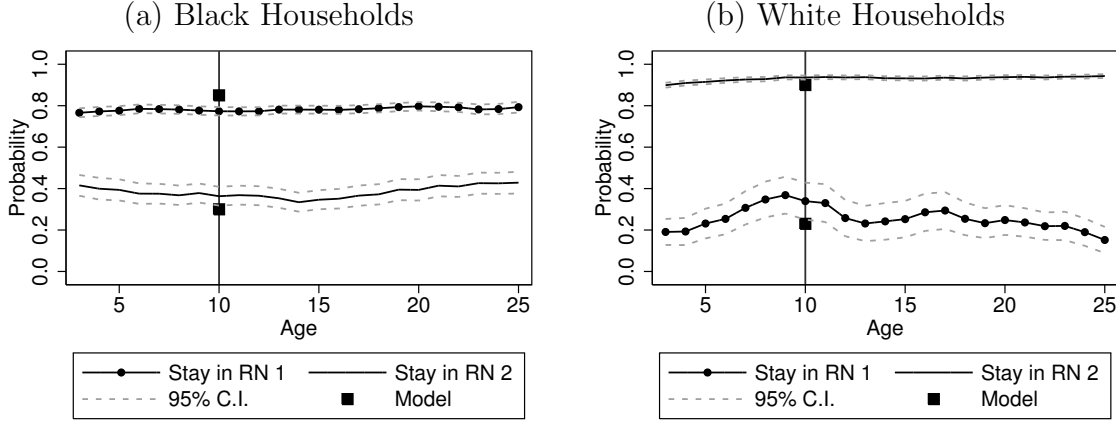 (a) Black Households
Probability
0.0 0.2 0.4 0.6 0.8 1.0
5 10 15 20 25
Age
Stay in RN 1 Stay in RN 2
95% C.I. Model
(b) White Households
Probability
0.0 0.2 0.4 0.6 0.8 1.0
5 10 15 20 25
Age
Stay in RN 1 Stay in RN 2
95% C.I. Model